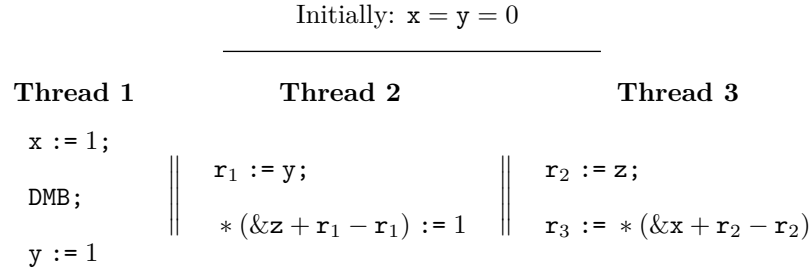 Initially: x = y = 0
Thread 1 Thread 2 Thread 3
x := 1;
r₁ := y; r₂ := z;
DMB;
∗ (&z + r₁ − r₁) := 1 r₃ := ∗ (&x + r₂ − r₂)
y := 1